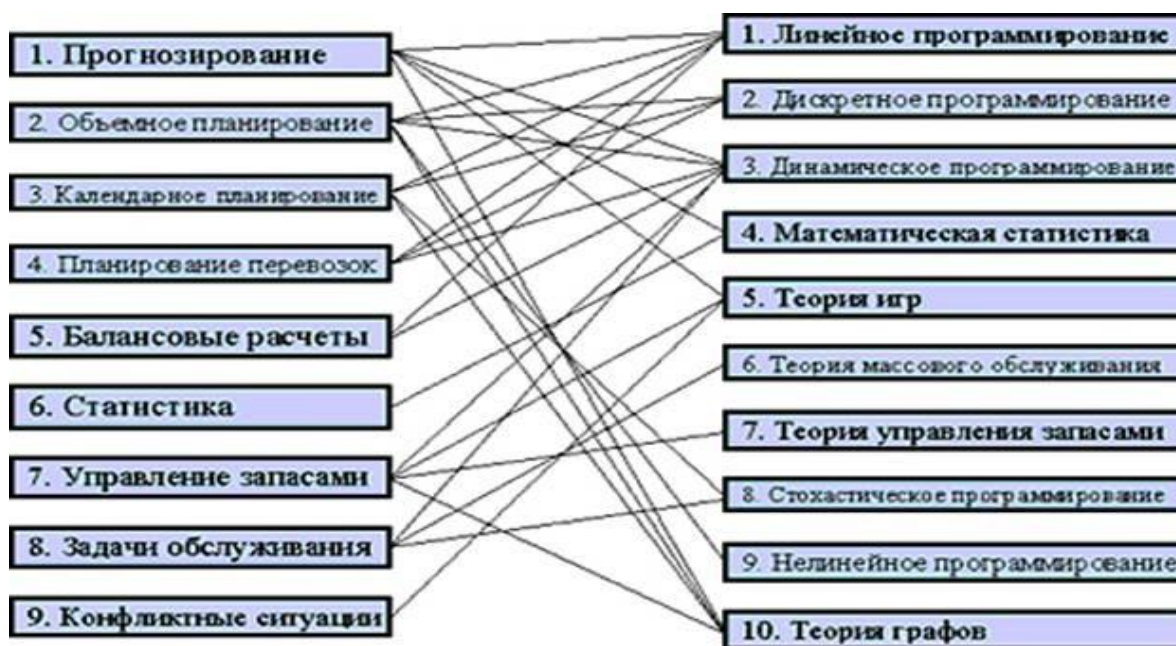 1. Прогнозирование
2. Объемное планирование
3. Календарное планирование
4. Планирование перевозок
5. Балансовые расчеты
6. Статистика
7. Управление запасами
8. Задачи обслуживания
9. Конфликтные ситуации
1. Линейное программирование
2. Дискретное программирование
3. Динамическое программирование
4. Математическая статистика
5. Теория игр
6. Теория массового обслуживания
7. Теория управления запасами
8. Стохастическое программирование
9. Нелинейное программирование
10. Теория графов